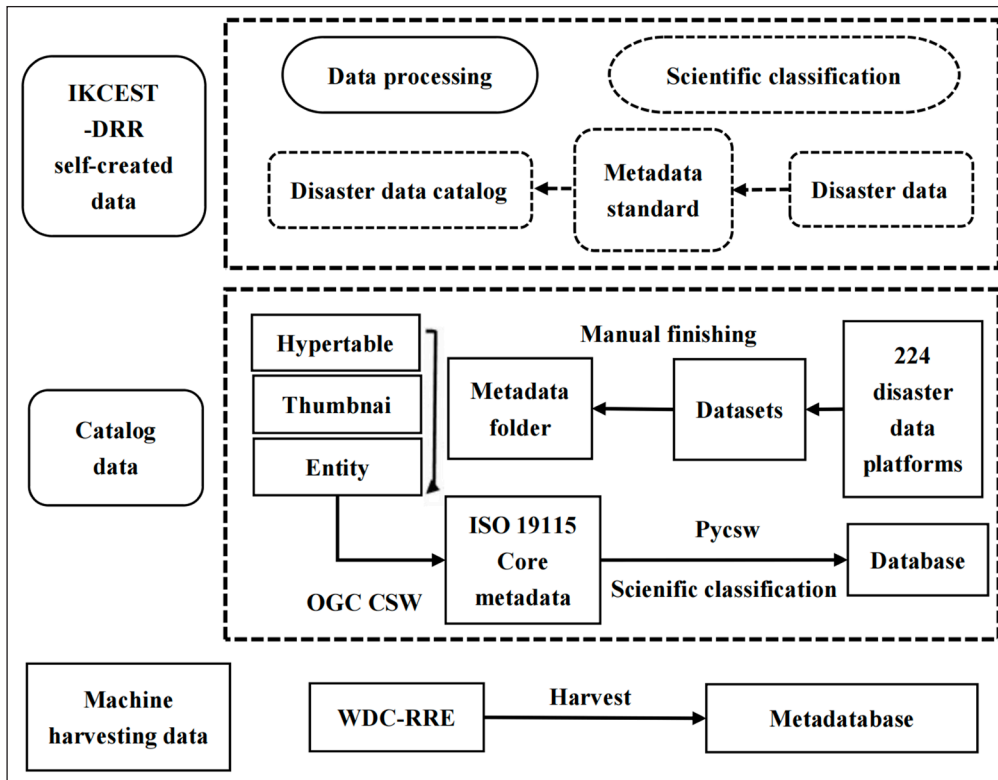 IKCEST
-DRR
self-created
data
Data processing
Scientific classification
Disaster data catalog
Metadata
standard
Disaster data
Catalog
data
Hypertable
Thumbnai
Entity
Manual finishing
Metadata
folder
Datasets
224
disaster
data
platforms
OGC CSW
ISO 19115
Core
metadata
Pycsw
Scienific classification
Database
Machine
harvesting data
WDC-RRE
Harvest
Metadatabase